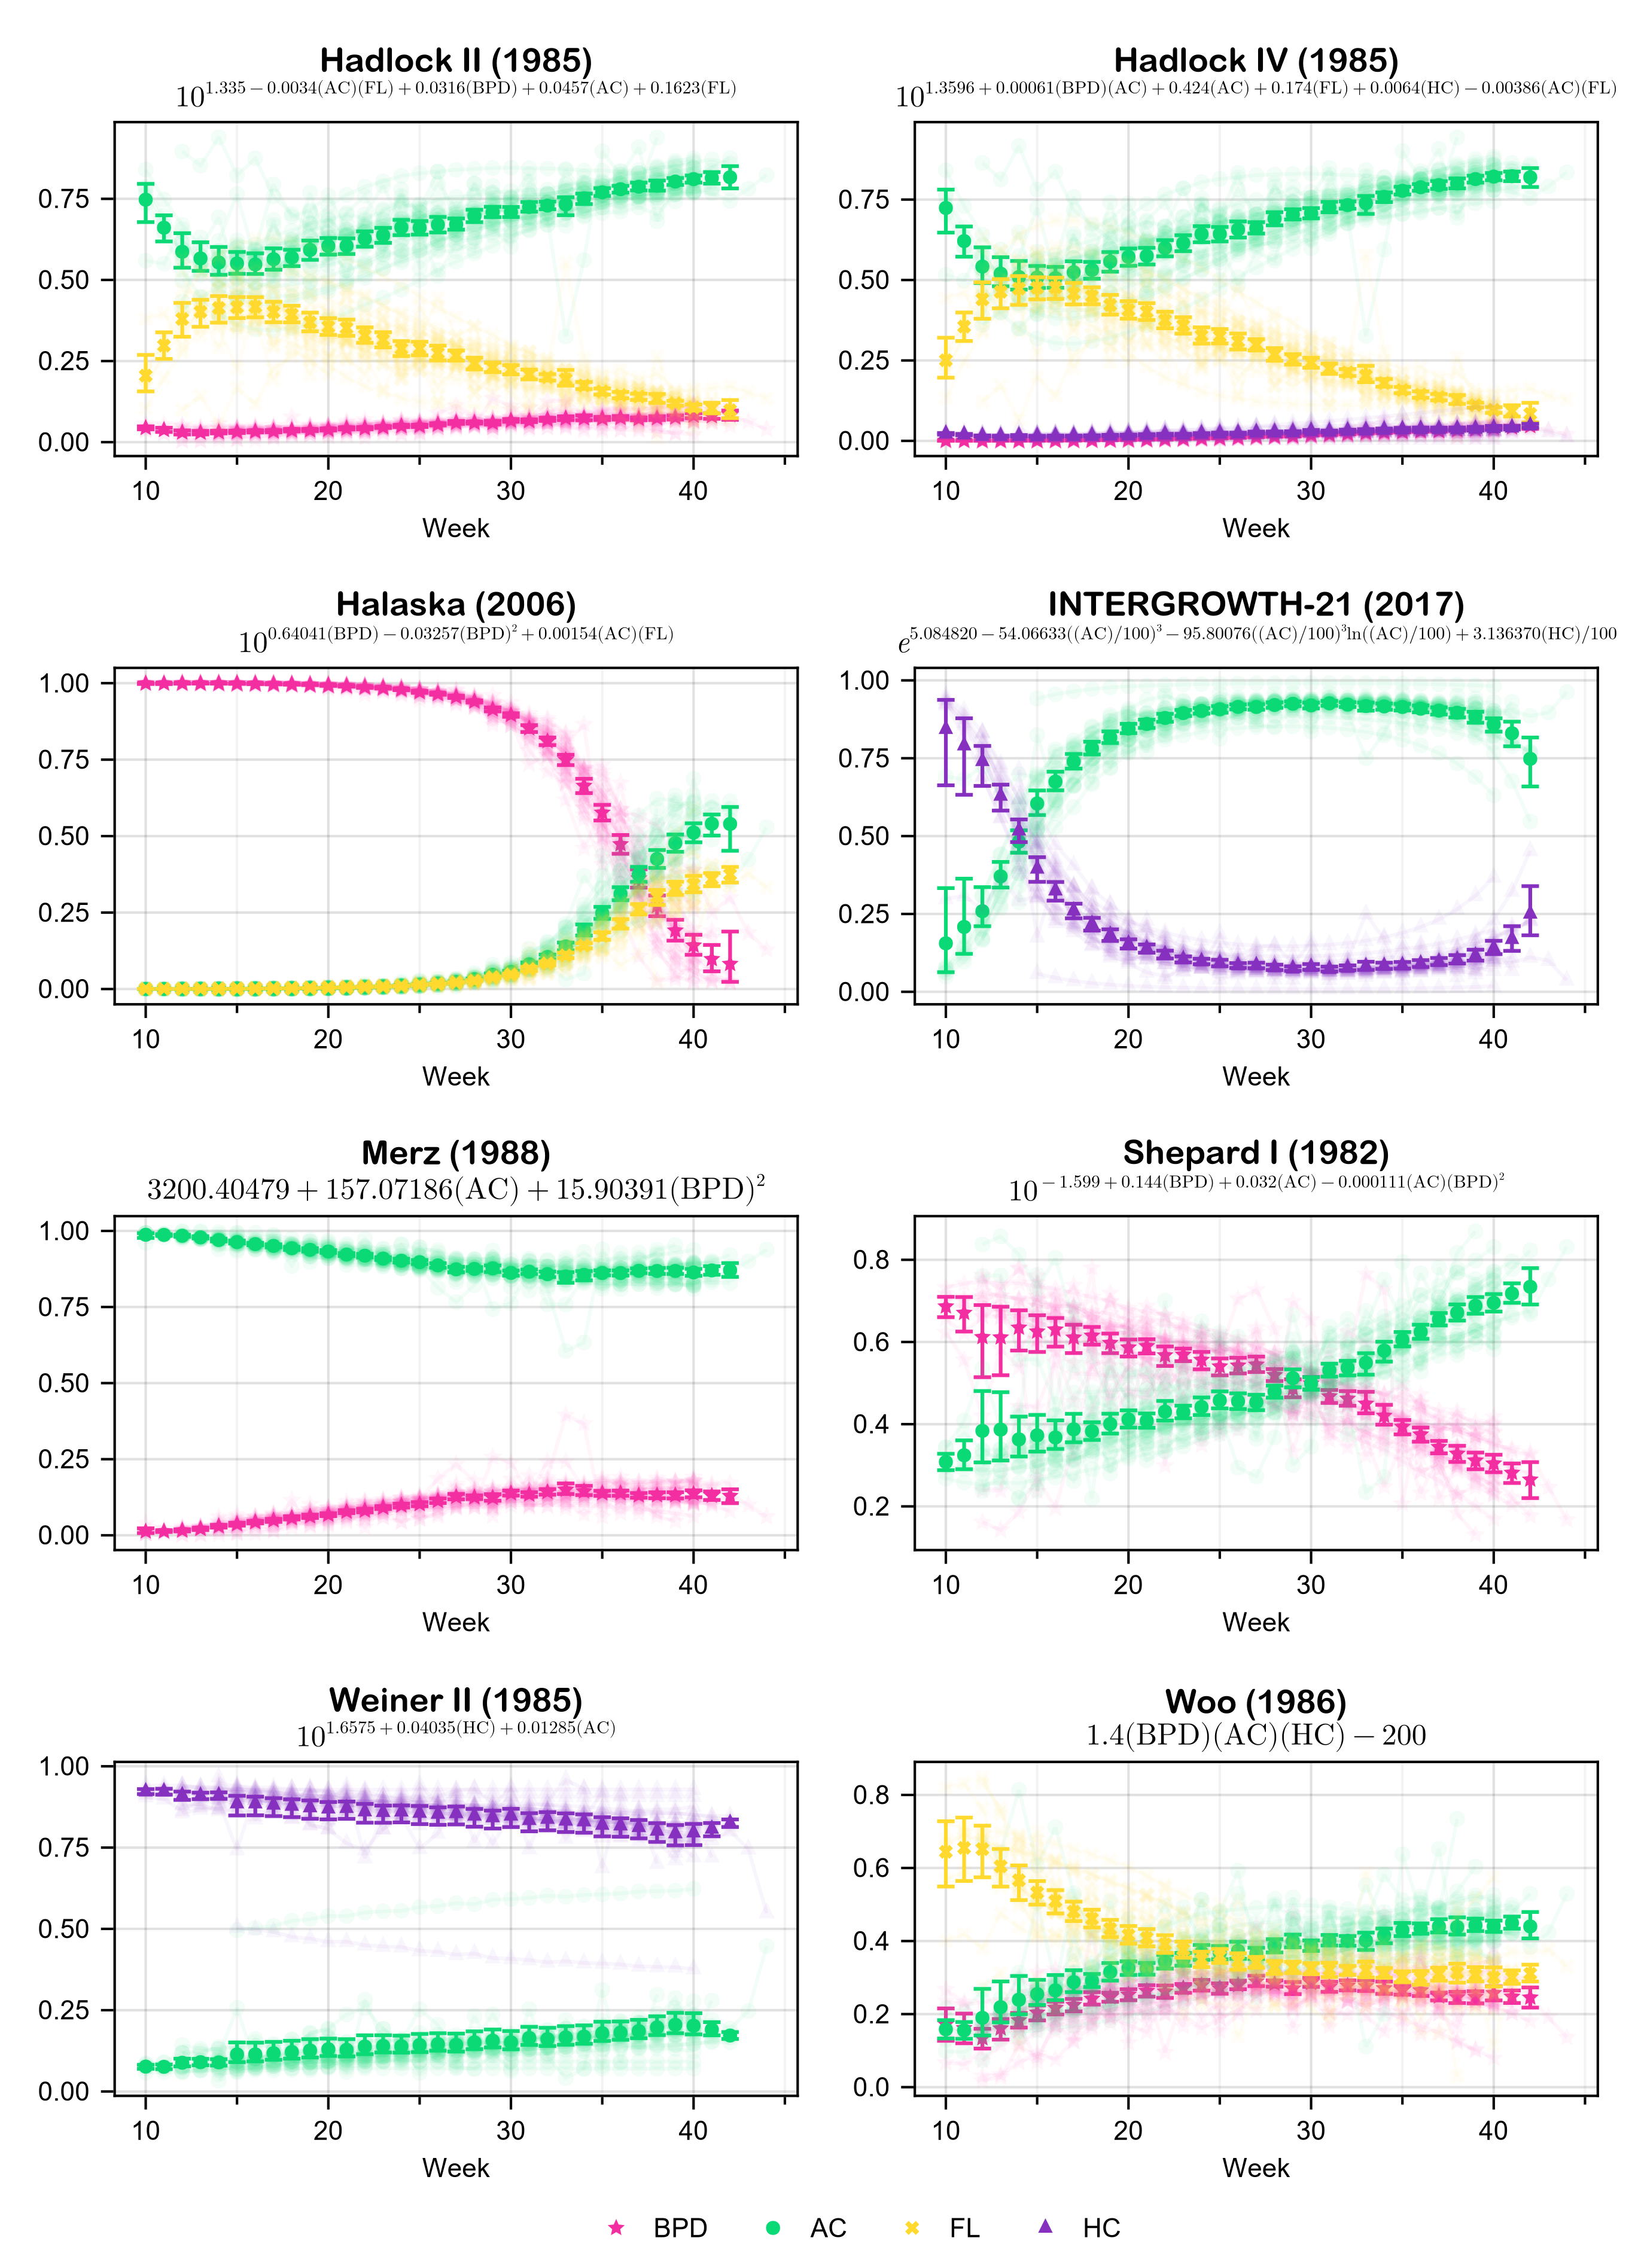 Hadlock II (1985)
10^{1.335 − 0.0034(AC)(FL) + 0.0316(BPD) + 0.0457(AC) + 0.1623(FL)}
0.75
0.50
0.25
0.00
10 20 30 40
Week
Hadlock IV (1985)
10^{1.3596 + 0.00061(BPD)(AC) + 0.424(AC) + 0.174(FL) + 0.0064(HC) − 0.00386(AC)(FL)}
0.75
0.50
0.25
0.00
10 20 30 40
Week
Halaska (2006)
10^{0.64041(BPD) − 0.03257(BPD)^2 + 0.00154(AC)(FL)}
1.00
0.75
0.50
0.25
0.00
10 20 30 40
Week
INTERGROWTH-21 (2017)
e^{5.084820 − 54.06633((AC)/100)^3 − 95.80076((AC)/100)^3 ln((AC)/100) + 3.136370(HC)/100}
1.00
0.75
0.50
0.25
0.00
10 20 30 40
Week
Merz (1988)
3200.40479 + 157.07186(AC) + 15.90391(BPD)^2
1.00
0.75
0.50
0.25
0.00
10 20 30 40
Week
Shepard I (1982)
10^{−1.599 + 0.144(BPD) + 0.032(AC) − 0.000111(AC)(BPD)^2}
0.8
0.6
0.4
0.2
10 20 30 40
Week
Weiner II (1985)
10^{1.6575 + 0.04035(HC) + 0.01285(AC)}
1.00
0.75
0.50
0.25
0.00
10 20 30 40
Week
Woo (1986)
1.4(BPD)(AC)(HC) − 200
0.8
0.6
0.4
0.2
0.0
10 20 30 40
Week
BPD AC FL HC